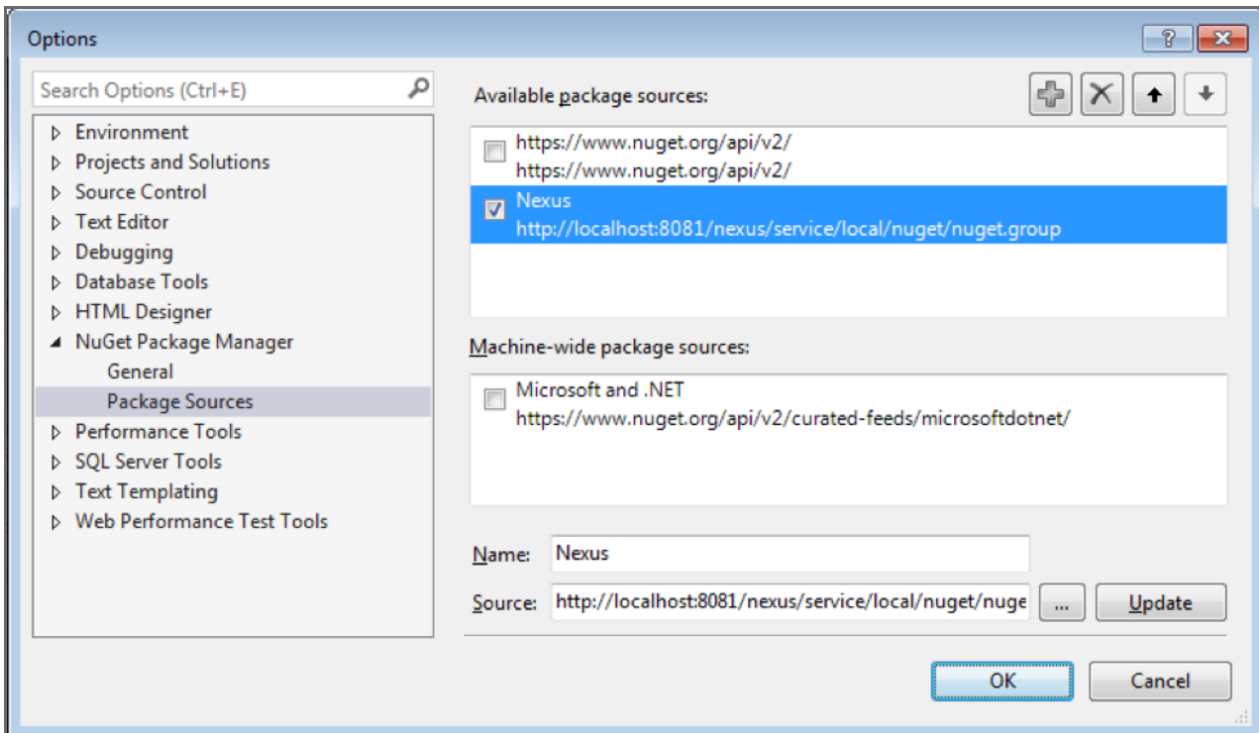 Options
Search Options (Ctrl+E)
Environment
Projects and Solutions
Source Control
Text Editor
Debugging
Database Tools
HTML Designer
NuGet Package Manager
General
Package Sources
Performance Tools
SQL Server Tools
Text Templating
Web Performance Test Tools
Available package sources:
https://www.nuget.org/api/v2/
https://www.nuget.org/api/v2/
Nexus
http://localhost:8081/nexus/service/local/nuget/nuget.group
Machine-wide package sources:
Microsoft and .NET
https://www.nuget.org/api/v2/curated-feeds/microsoftdotnet/
Name: Nexus
Source: http://localhost:8081/nexus/service/local/nuget/nuge ... Update
OK Cancel